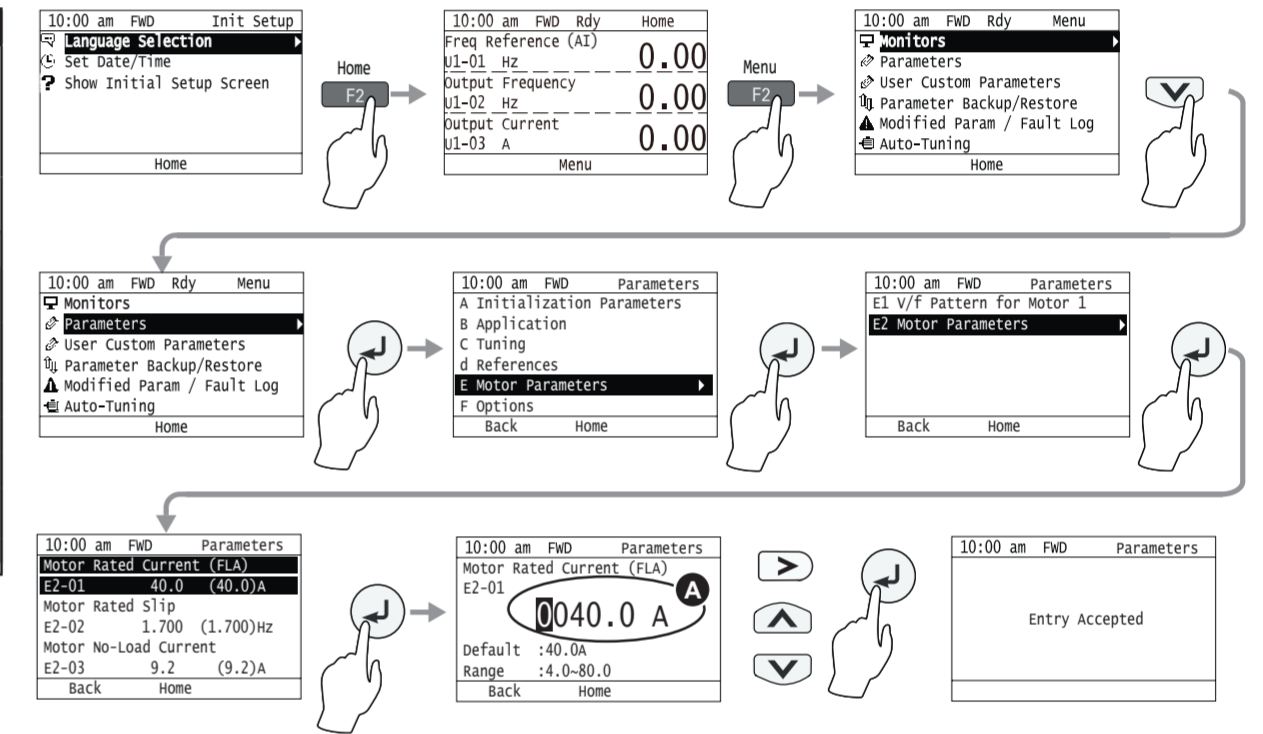 10:00 am FWD Init Setup
Language Selection
Set Date/Time
? Show Initial Setup Screen
Home
Home
F2
10:00 am FWD Rdy Home
Freq Reference (AI)
U1-01 Hz 0.00
Output Frequency
U1-02 Hz 0.00
Output Current
U1-03 A 0.00
Menu
Menu
F2
10:00 am FWD Rdy Menu
Monitors
Parameters
User Custom Parameters
Parameter Backup/Restore
Modified Param / Fault Log
Auto-Tuning
Home
10:00 am FWD Rdy Menu
Monitors
Parameters
User Custom Parameters
Parameter Backup/Restore
Modified Param / Fault Log
Auto-Tuning
Home
10:00 am FWD Parameters
A Initialization Parameters
B Application
C Tuning
d References
E Motor Parameters
F Options
Back Home
10:00 am FWD Parameters
E1 V/f Pattern for Motor 1
E2 Motor Parameters
Back Home
10:00 am FWD Parameters
Motor Rated Current (FLA)
E2-01 40.0 (40.0)A
Motor Rated Slip
E2-02 1.700 (1.700)Hz
Motor No-Load Current
E2-03 9.2 (9.2)A
Back Home
10:00 am FWD Parameters
Motor Rated Current (FLA)
E2-01
A
0040.0 A
Default :40.0A
Range :4.0~80.0
Back Home
10:00 am FWD Parameters
Entry Accepted